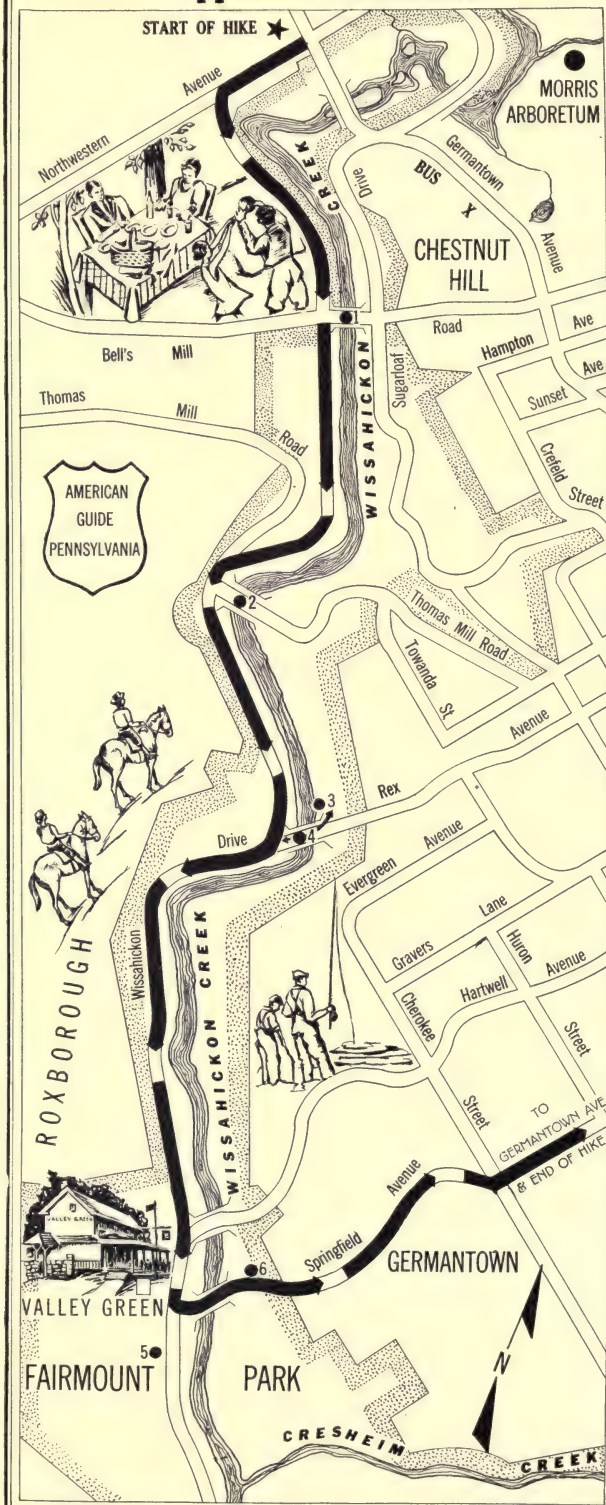 START OF HIKE
Avenue
Northwestern
MORRIS
ARBORETUM
CREEK
Drive
BUS
X
Germantown
Avenue
CHESTNUT
HILL
1
Road
Bell's Mill
Hampton Ave
Ave
Sunset
Sugarloaf
WISSAHICKON
Thomas Mill
Road
Crefeld
Street
AMERICAN
GUIDE
PENNSYLVANIA
2
Thomas Mill Road
Towanda St
Avenue
3
Rex
4
Drive
Evergreen Avenue
Gravers Lane
Huron
Hartwell Avenue
Cherokee
Street
Street
Wissahickon
WISSAHICKON CREEK
ROXBOROUGH
TO
GERMANTOWN AVE
& END OF HIKE
Avenue
Springfield
6
GERMANTOWN
VALLEY GREEN
VALLEY GREEN
5
FAIRMOUNT PARK
N
CRESHEIM
CREEK